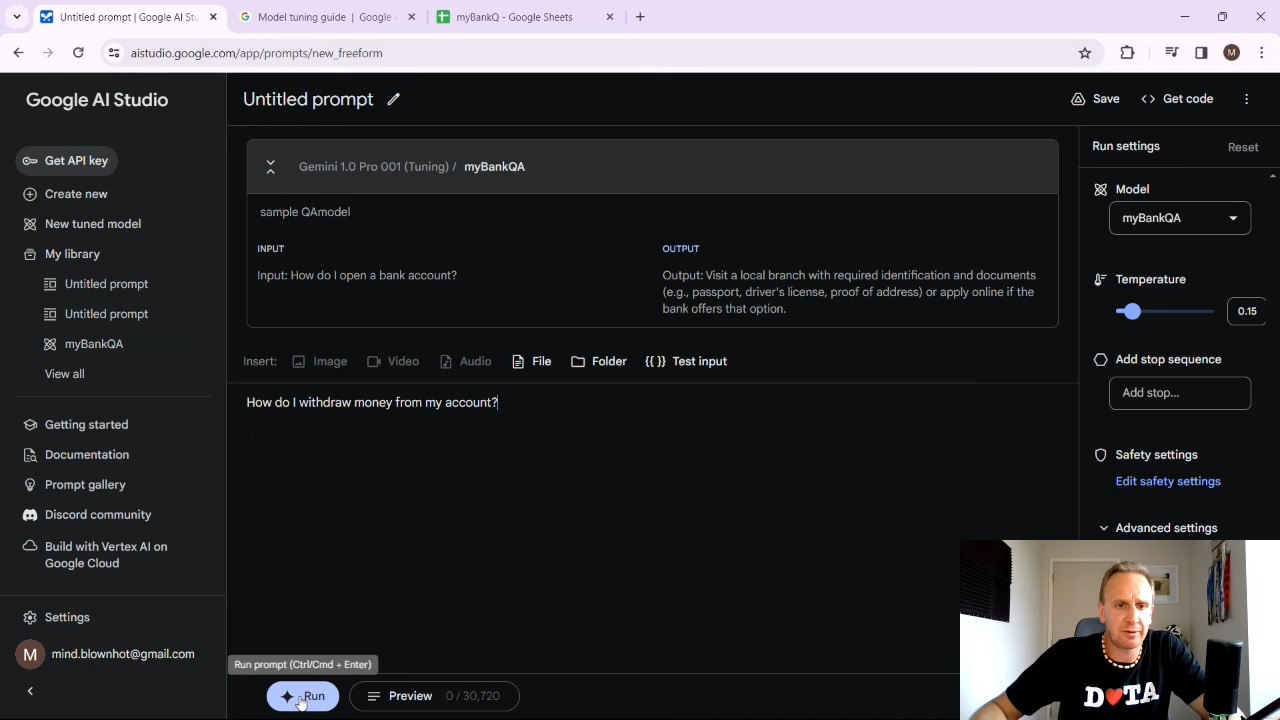 Untitled prompt | Google AI Stu
Model tuning guide | Google A
myBankQ - Google Sheets
aistudio.google.com/app/prompts/new_freeform
M
Google AI Studio
Get API key
Create new
New tuned model
My library
Untitled prompt
Untitled prompt
myBankQA
View all
Getting started
Documentation
Prompt gallery
Discord community
Build with Vertex AI on
Google Cloud
Settings
M mind.blownhot@gmail.com
Untitled prompt
Save
Get code
Gemini 1.0 Pro 001 (Tuning) / myBankQA
sample QAmodel
INPUT
Input: How do I open a bank account?
OUTPUT
Output: Visit a local branch with required identification and documents
(e.g., passport, driver's license, proof of address) or apply online if the
bank offers that option.
Insert: Image Video Audio File Folder {{ }} Test input
How do I withdraw money from my account?
Run prompt (Ctrl/Cmd + Enter)
Run
Preview 0 / 30,720
Run settings
Reset
Model
myBankQA
Temperature
0.15
Add stop sequence
Add stop...
Safety settings
Edit safety settings
Advanced settings
D❤TA